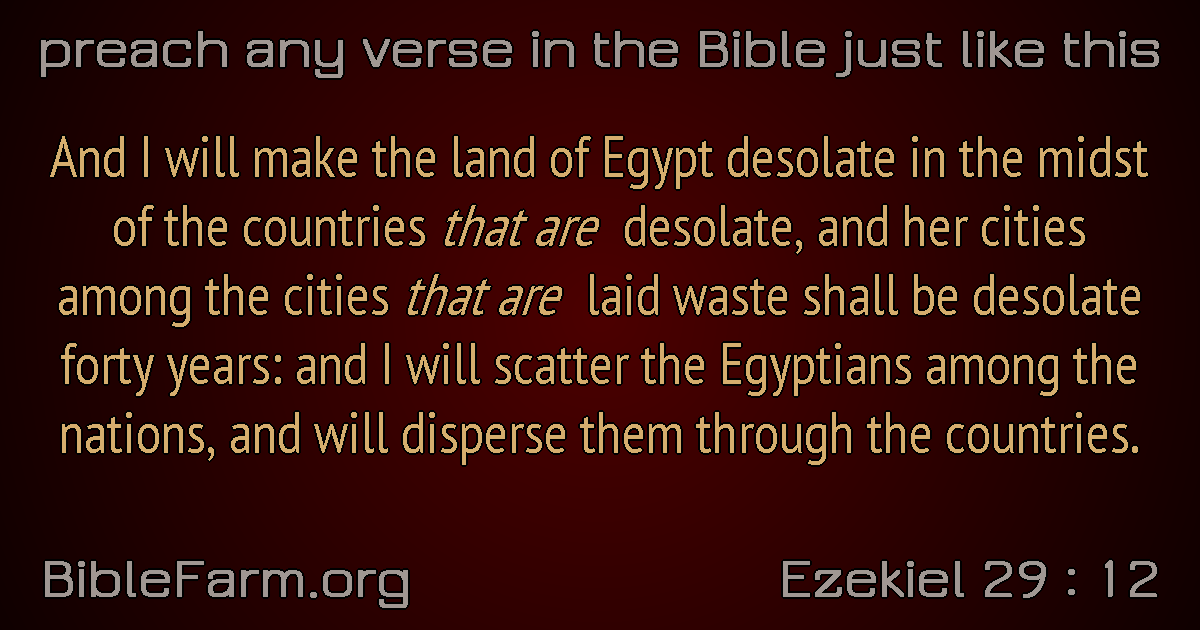 preach any verse in the Bible just like this
And I will make the land of Egypt desolate in the midst
of the countries that are desolate, and her cities
among the cities that are laid waste shall be desolate
forty years: and I will scatter the Egyptians among the
nations, and will disperse them through the countries.
BibleFarm.org
Ezekiel 29 : 12